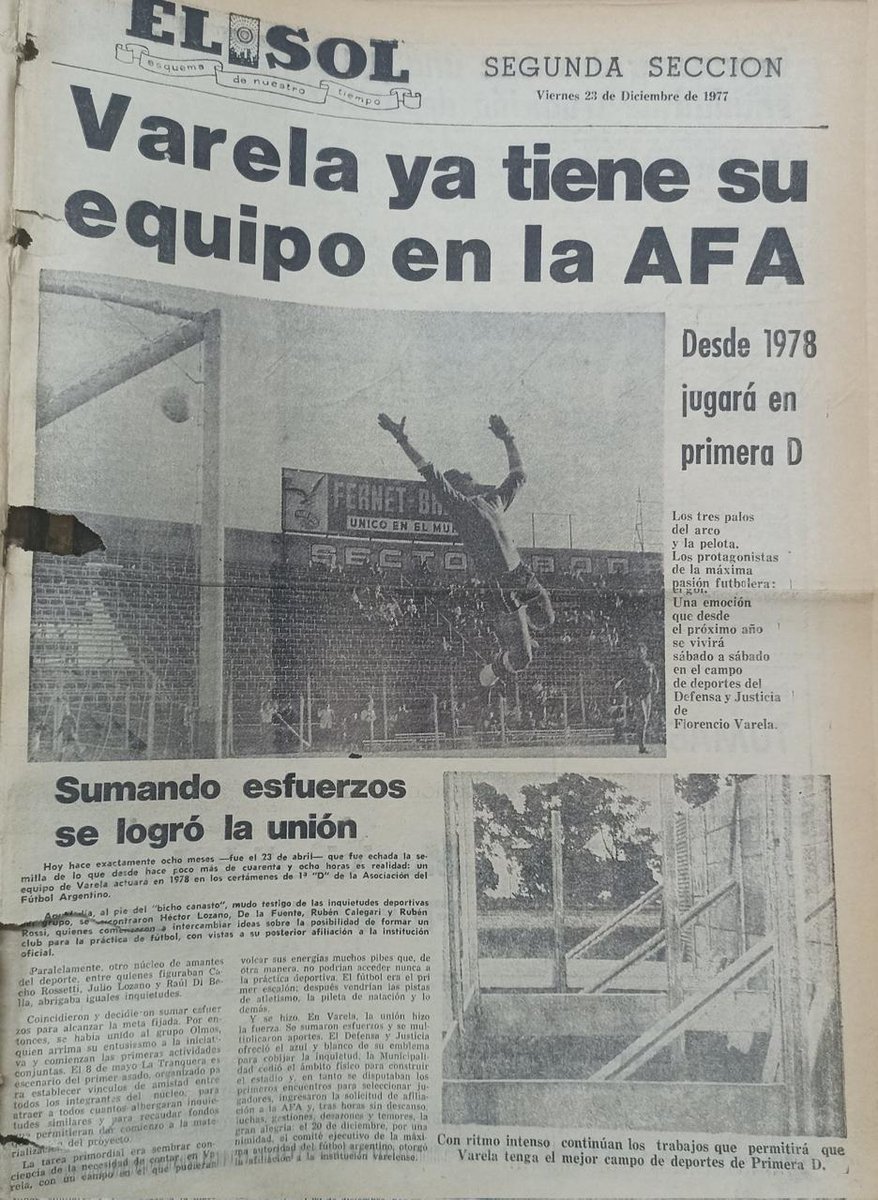 EL SOL
esquema de nuestro tiempo
SEGUNDA SECCION
Viernes 23 de Diciembre de 1977
Varela ya tiene su
equipo en la AFA
Desde 1978
jugará en
primera D
FERNET-BR
UNICO EN EL MU
SECTO
Los tres palos
del arco
y la pelota.
Los protagonistas
de la máxima
pasión futbolera:
El gol.
Una emoción
que desde
el próximo año
se vivirá
sábado a sábado
en el campo
de deportes del
Defensa y Justicia
de
Florencio Varela.
Sumando esfuerzos
se logró la unión
Hoy hace exactamente ocho meses —fue el 23 de abril— que fue echada la se-
milla de lo que desde hace poco más de cuarenta y ocho horas es realidad: un
equipo de Varela actuará en 1978 en los certámenes de 1ª "D" de la Asociación del
Fútbol Argentino.
Aquel día, al pie del "bicho canasto", mudo testigo de las inquietudes deportivas
grupo, se encontraron Héctor Lozano, De la Fuente, Rubén Calegari y Rubén
Rossi, quienes comenzaron a intercambiar ideas sobre la posibilidad de formar un
club para la práctica de fútbol, con vistas a su posterior afiliación a la institución
oficial.
Paralelamente, otro núcleo de amantes
del deporte, entre quienes figuraban Ca-
cho Rossetti, Julio Lozano y Raúl Di Be-
lla, abrigaba iguales inquietudes.
Coincidieron y decidieron sumar esfuer
zos para alcanzar la meta fijada. Por en-
tonces, se había unido al grupo Olmos,
quien arrima su entusiasmo a la iniciati-
va y comienzan las primeras actividades
conjuntas. El 8 de mayo La Tranquera es
escenario del primer asado, organizado pa
ra establecer vínculos de amistad entre
todos los integrantes del núcleo, para
atraer a todos cuantos albergaran inquie-
tudes similares y para recaudar fondos
que permitieran dar comienzo a la mate
rialización del proyecto.
La tarea primordial era sembrar con-
ciencia de la necesidad de contar, en Va
rela, con un campo en el que pudieran
volcar sus energías muchos pibes que, de
otra manera, no podrían acceder nunca a
la práctica deportiva. El fútbol era el pri
mer escalón; después vendrían las pistas
de atletismo, la pileta de natación y lo
demás.
Y se hizo. En Varela, la unión hizo
la fuerza. Se sumaron esfuerzos y se mul-
tiplicaron aportes. El Defensa y Justicia
ofreció el azul y blanco de su emblema
para cobijar la inquietud, la Municipali-
dad cedió el ámbito físico para construir
el estadio y, en tanto se disputaban los
primeros encuentros para seleccionar ju-
gadores, ingresaron la solicitud de afilia-
ción a la AFA y, tras horas sin descanso,
luchas, gestiones, desazones y temores, la
gran alegría: el 20 de diciembre, por una
nimidad, el comité ejecutivo de la máxi-
ma autoridad del fútbol argentino, otorgó
la afiliación a la institución varelense.
Con ritmo intenso continúan los trabajos que permitirá que
Varela tenga el mejor campo de deportes de Primera D.